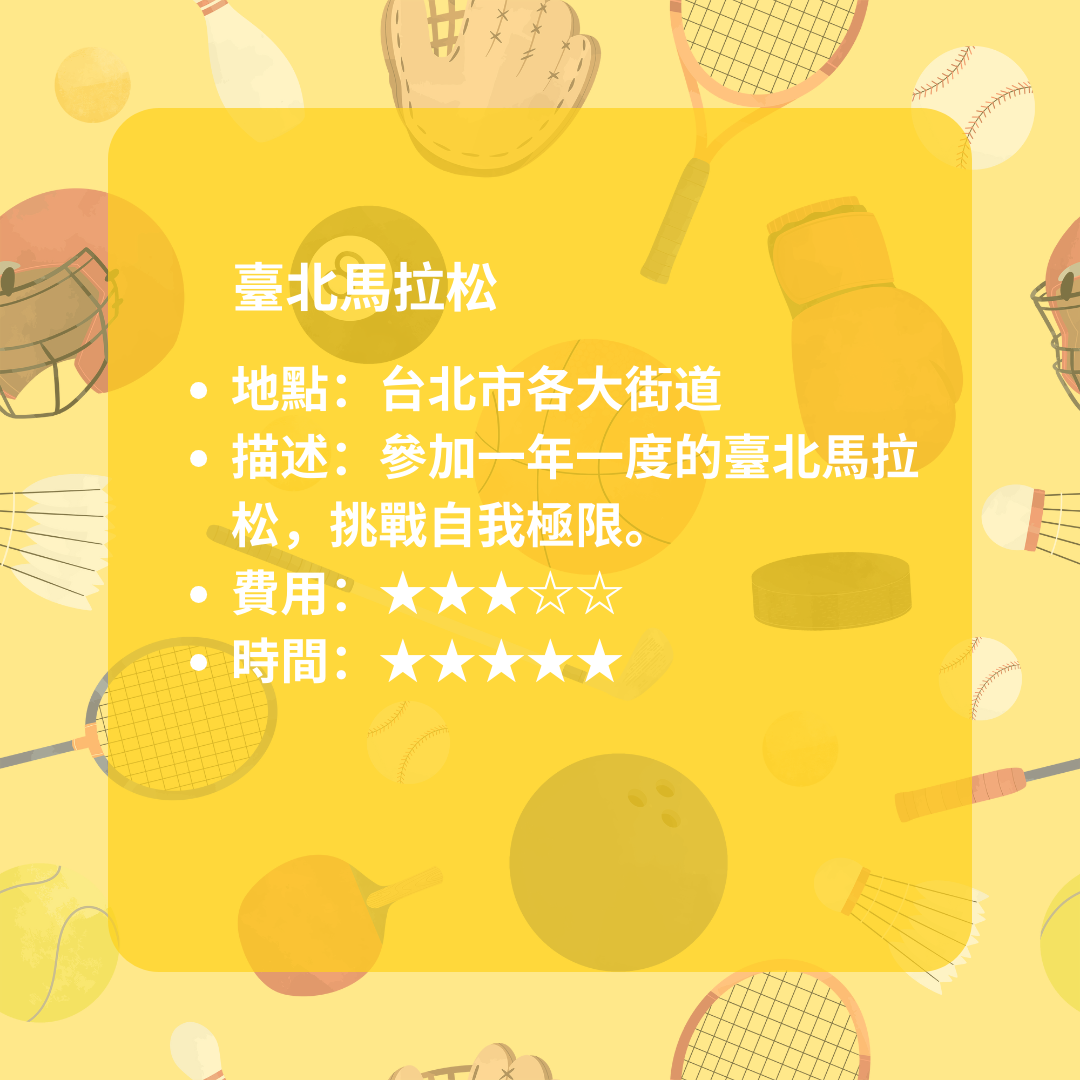 臺北馬拉松
• 地點：台北市各大街道
• 描述：參加一年一度的臺北馬拉
松，挑戰自我極限。
• 費用：★★★☆☆
• 時間：★★★★★